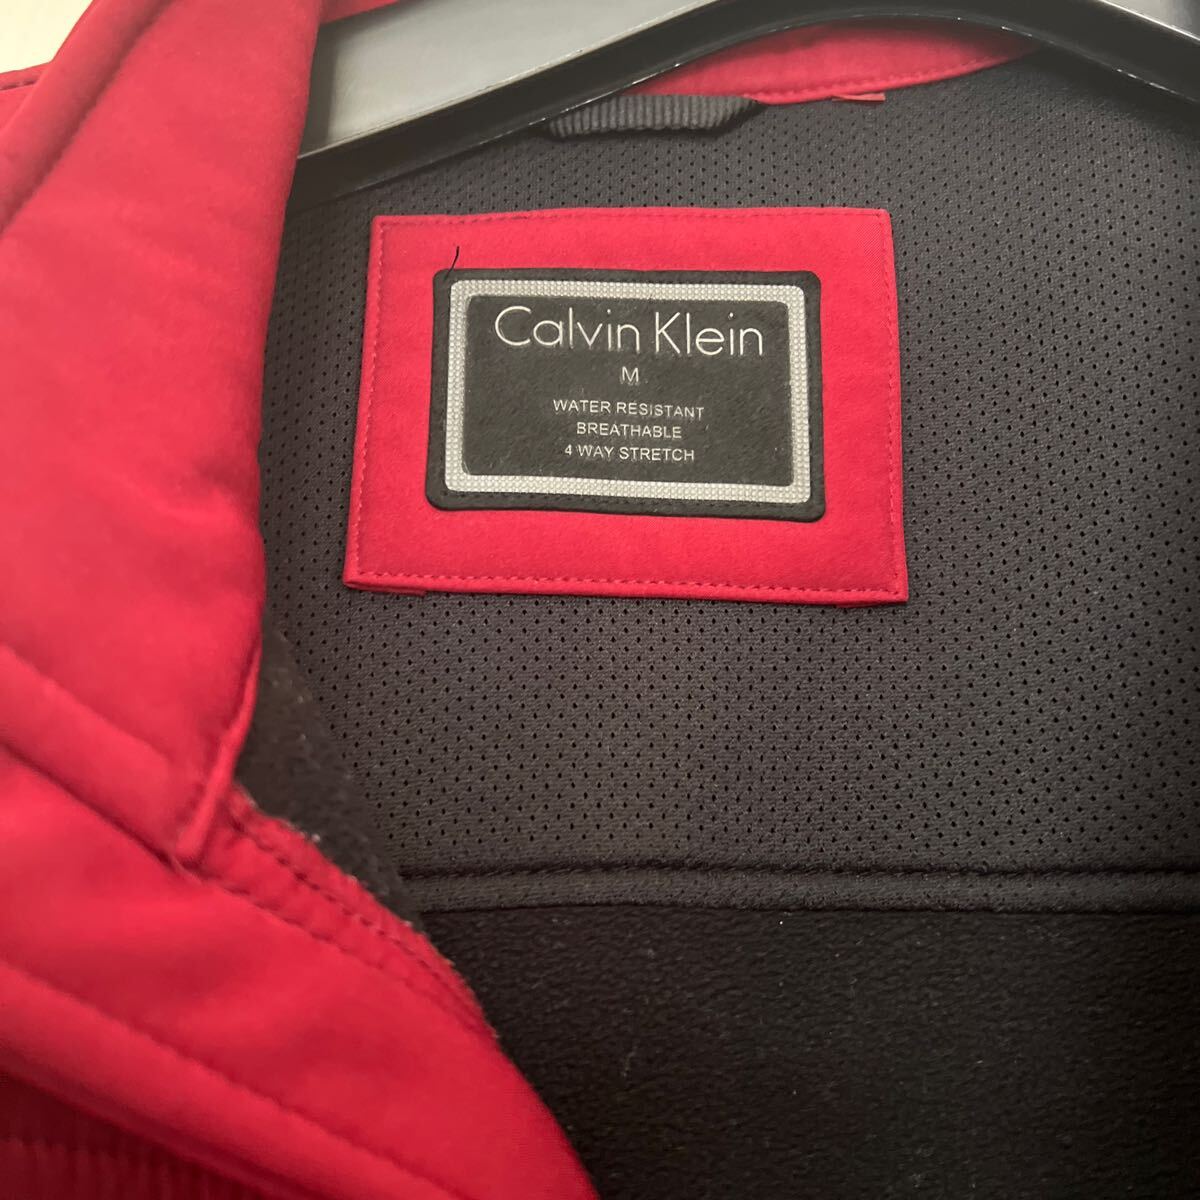 Calvin Klein
M
WATER RESISTANT
BREATHABLE
4 WAY STRETCH